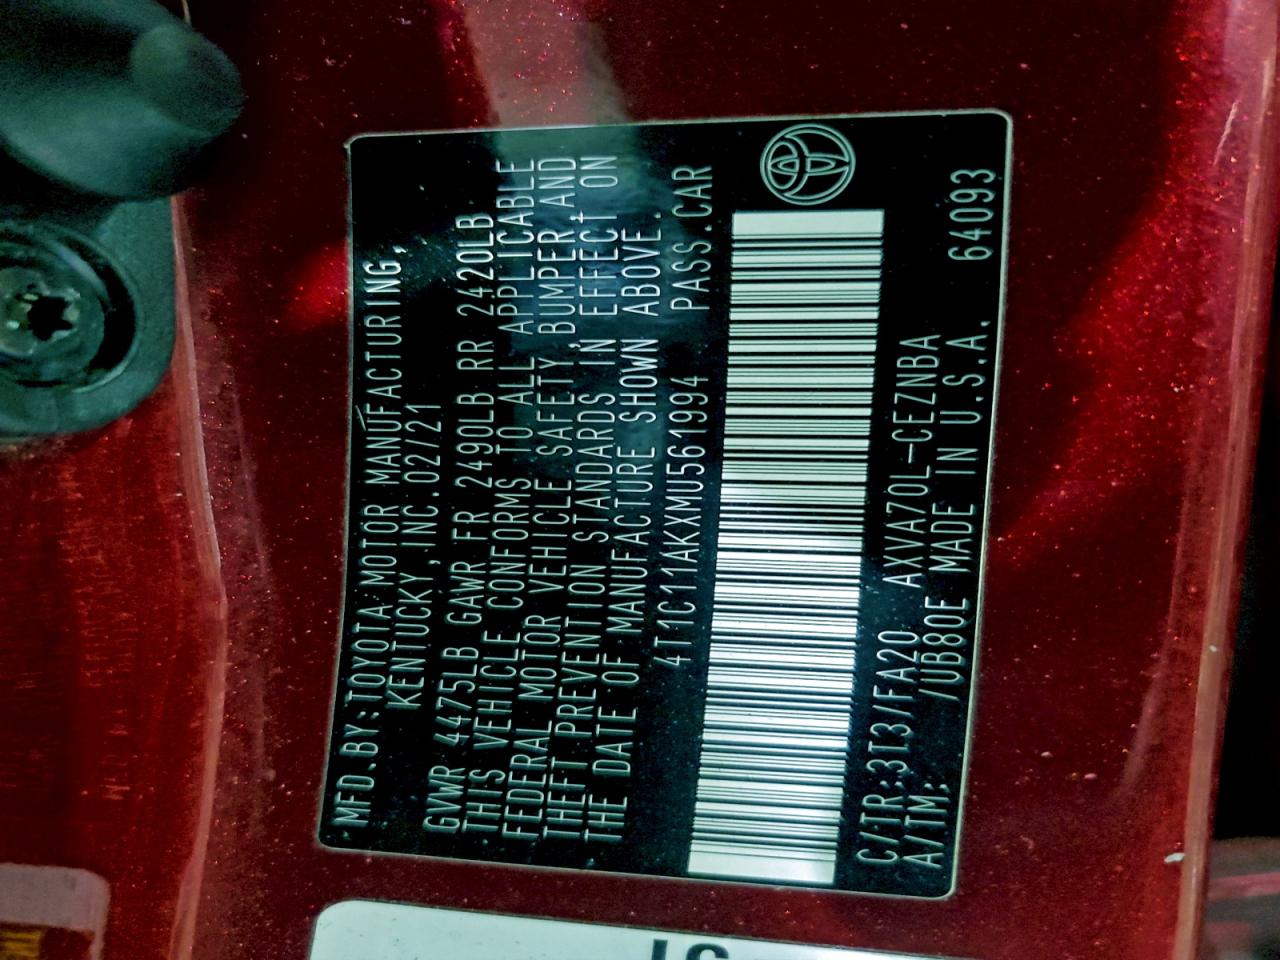 MFD.BY:TOYOTA MOTOR MANUFACTURING,
KENTUCKY,INC.02/21
GVWR 4475LB GAWR FR 2490LB RR 2420LB
THIS VEHICLE CONFORMS TO ALL APPLICABLE
FEDERAL MOTOR VEHICLE SAFETY,BUMPER,AND
THEFT PREVENTION STANDARDS IN EFFECT ON
THE DATE OF MANUFACTURE SHOWN ABOVE.
4T1C11AKXMU561994 PASS.CAR
C/TR:3T3/FA20 AXVA70L-CEZNBA
A/TM: /UB80E MADE IN U.S.A. 64093